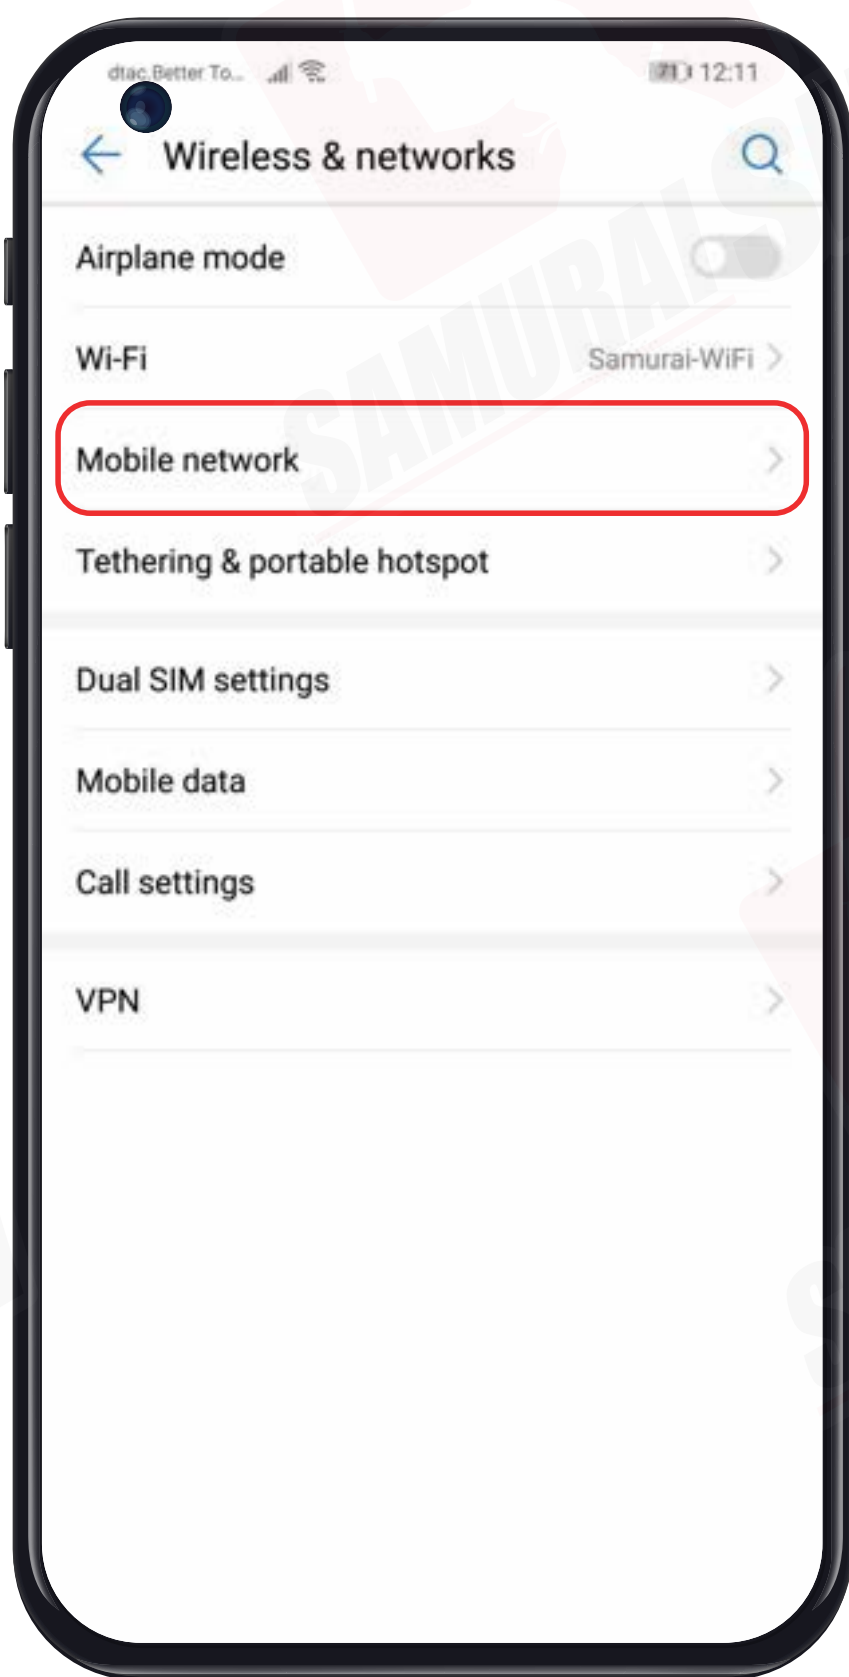 dtac.Better To... 71 12:11
Wireless & networks
Airplane mode
Wi-Fi Samurai-WiFi
Mobile network
Tethering & portable hotspot
Dual SIM settings
Mobile data
Call settings
VPN
SAMURAI S